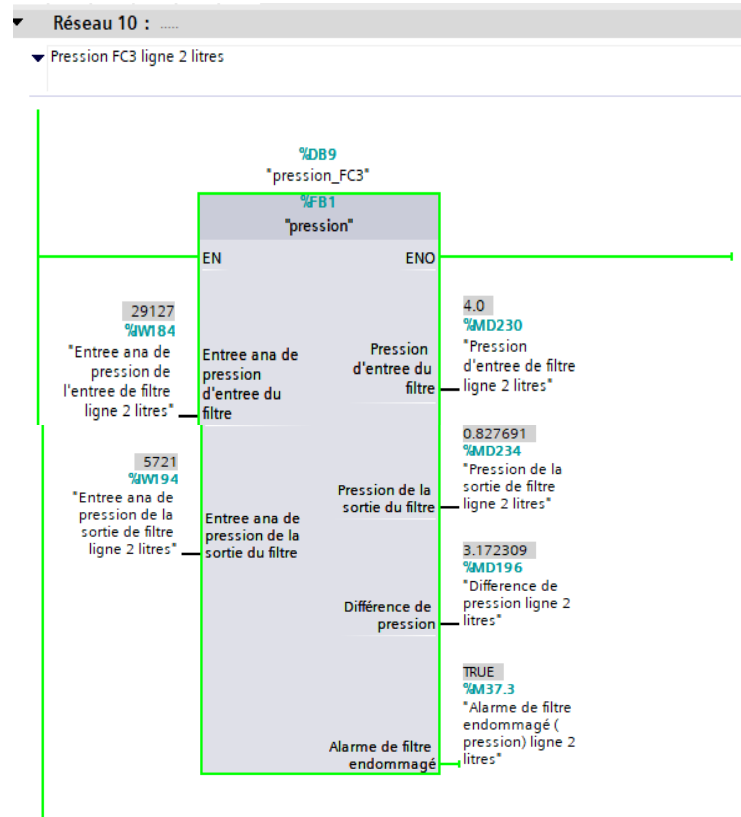 Réseau 10 : .....
Pression FC3 ligne 2 litres
%DB9
"pression_FC3"
%FB1
"pression"
EN
ENO
29127
%IW184
"Entree ana de
pression de
l'entree de filtre
ligne 2 litres"
Entree ana de
pression
d'entree du
filtre
Pression
d'entree du
filtre
4.0
%MD230
"Pression
d'entree de filtre
ligne 2 litres"
5721
%IW194
"Entree ana de
pression de la
sortie de filtre
ligne 2 litres"
Entree ana de
pression de la
sortie du filtre
Pression de la
sortie du filtre
0.827691
%MD234
"Pression de la
sortie de filtre
ligne 2 litres"
Différence de
pression
3.172309
%MD196
"Difference de
pression ligne 2
litres"
Alarme de filtre
endommagé
TRUE
%M37.3
"Alarme de filtre
endommagé (
pression) ligne 2
litres"